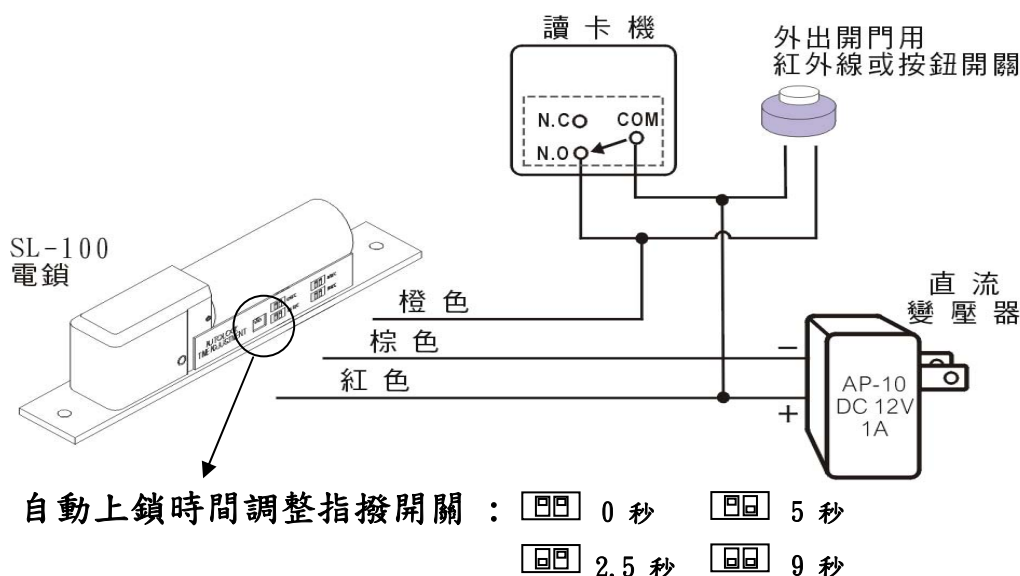 讀卡機
外出開門用
紅外線或按鈕開關
N.C COM
N.O
SL-100
電鎖
橙色
棕色
紅色
直流
變壓器
−
+
AP-10
DC 12V
1A
自動上鎖時間調整指撥開關 : 0 秒 5 秒
2.5 秒 9 秒